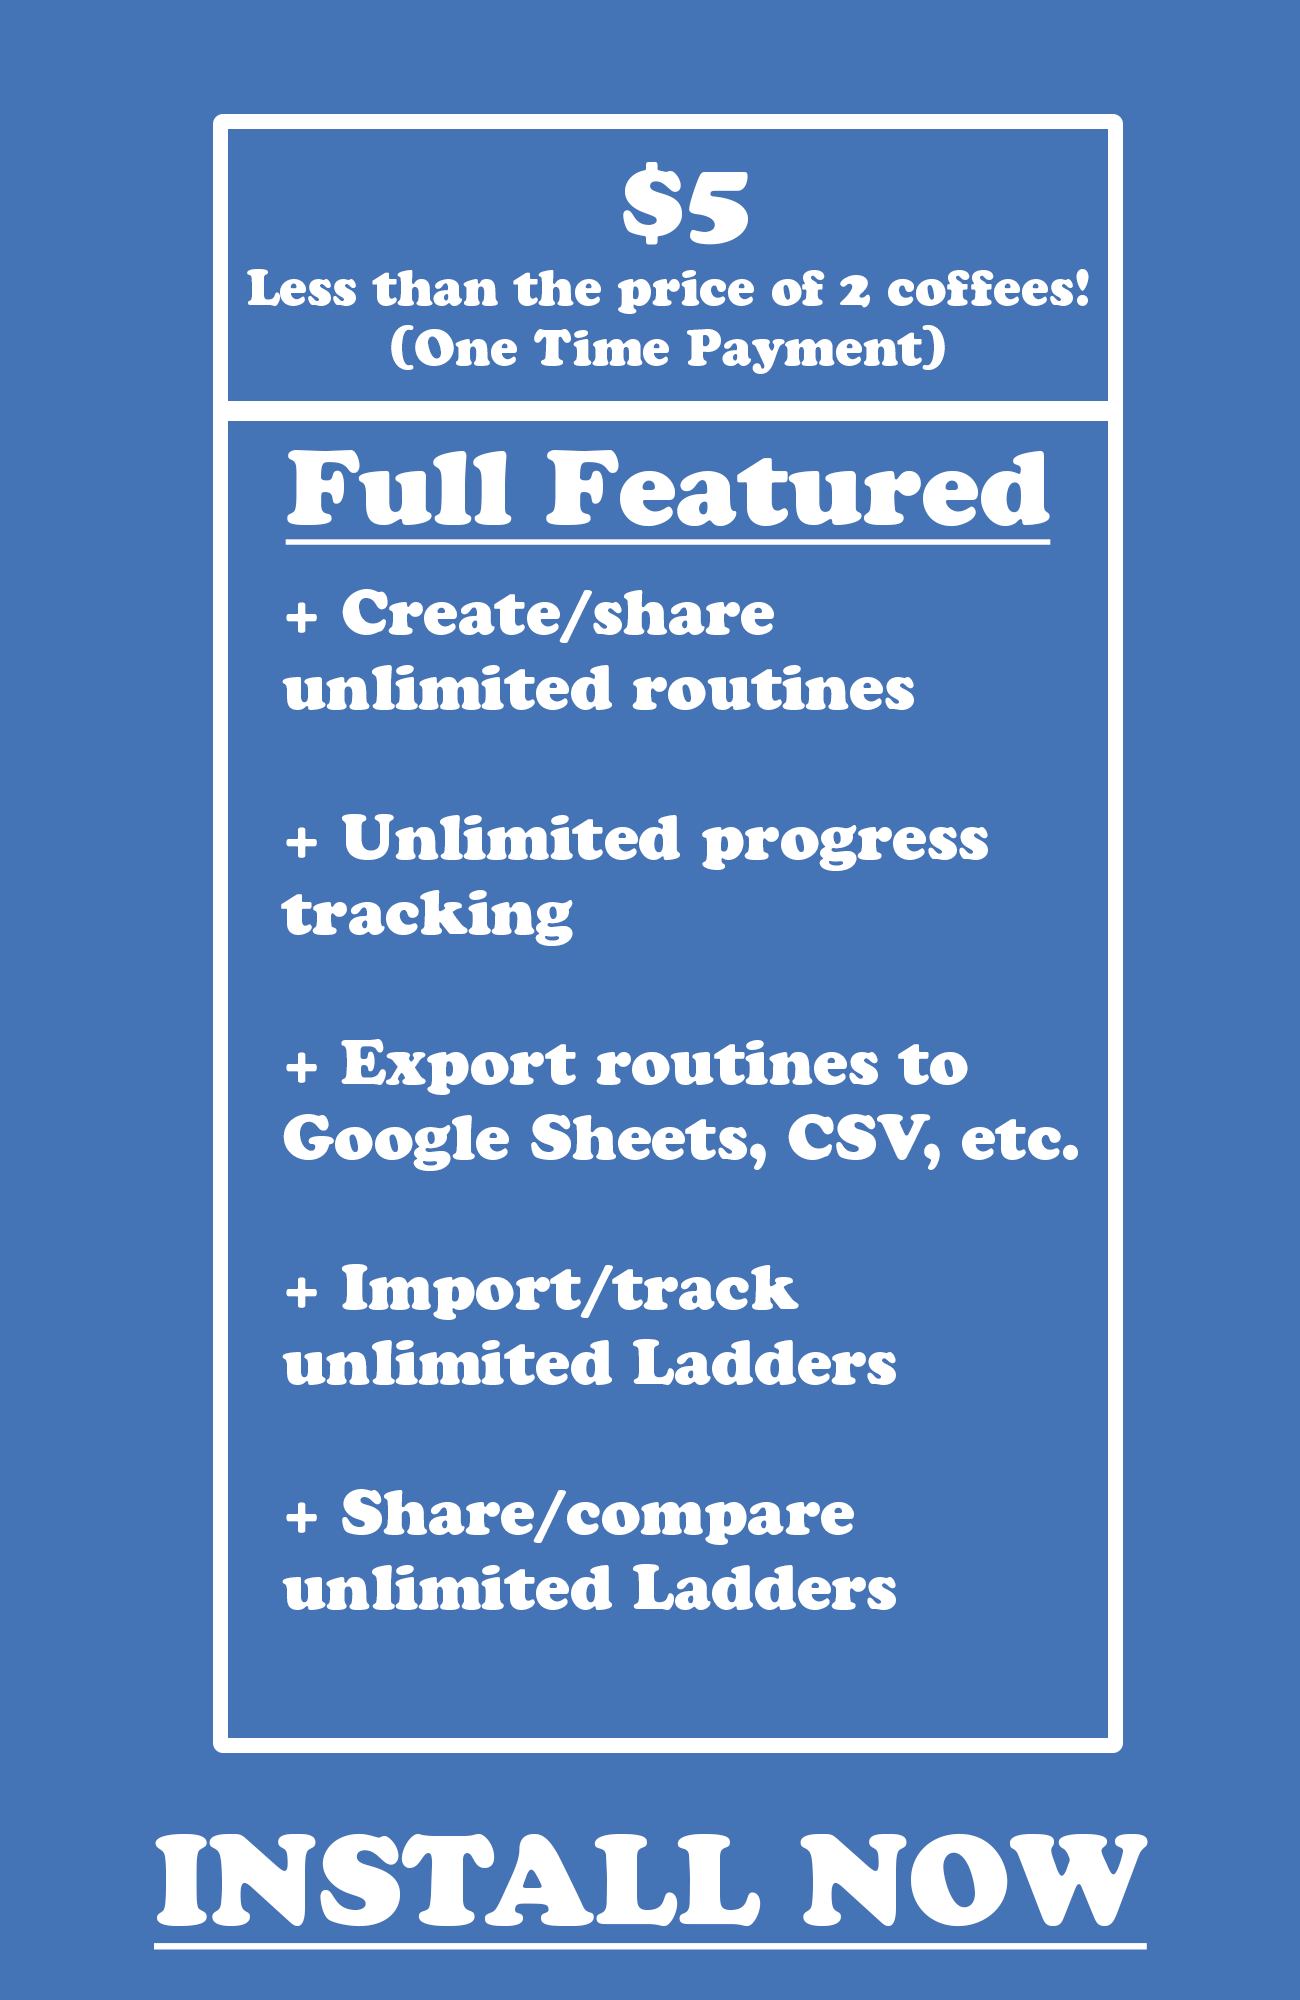 $5
Less than the price of 2 coffees!
(One Time Payment)
Full Featured
+ Create/share
unlimited routines
+ Unlimited progress
tracking
+ Export routines to
Google Sheets, CSV, etc.
+ Import/track
unlimited Ladders
+ Share/compare
unlimited Ladders
INSTALL NOW